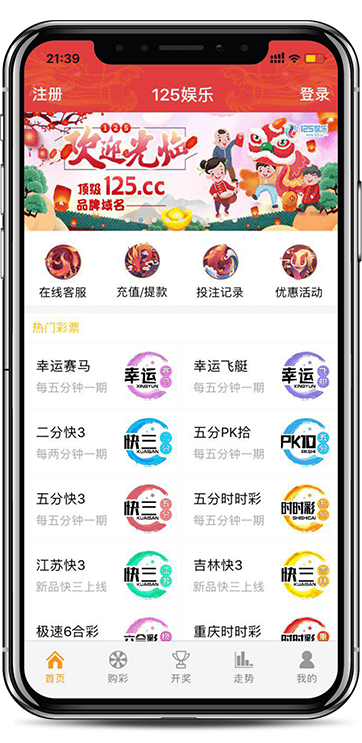 21:39
注册
125娱乐
登录
125
125娱乐
欢迎光临
顶级125.cc
品牌域名
在线客服
充值/提款
投注记录
优惠活动
热门彩票
幸运赛马
每五分钟一期
幸运
XINGYUN
赛马
幸运飞艇
每五分钟一期
幸运
XINGYUN
飞艇
二分快3
每两分钟一期
快三
KUAISAN
二分
五分PK拾
每五分钟一期
PK10
PKSHI
五分
五分快3
每五分钟一期
快三
KUAISAN
五分
五分时时彩
每五分钟一期
时时彩
SHISHICAI
五分
江苏快3
新品快三上线
快三
KUAISAN
江苏
吉林快3
新品快三上线
快三
KUAISAN
吉林
极速6合彩
六合彩
重庆时时彩
时时彩
首页
购彩
开奖
走势
我的